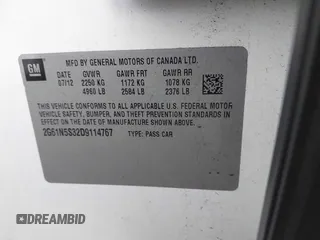 GM
MFD BY GENERAL MOTORS OF CANADA LTD.
DATE GVWR GAWR FRT GAWR RR
07/12 2250 KG 1172 KG 1078 KG
4960 LB 2584 LB 2376 LB
THIS VEHICLE CONFORMS TO ALL APPLICABLE U.S. FEDERAL MOTOR
VEHICLE SAFETY, BUMPER, AND THEFT PREVENTION STANDARDS
IN EFFECT ON THE DATE OF MANUFACTURE SHOWN ABOVE.
2G61N5S32D9114767 TYPE: PASS CAR
DREAMBID